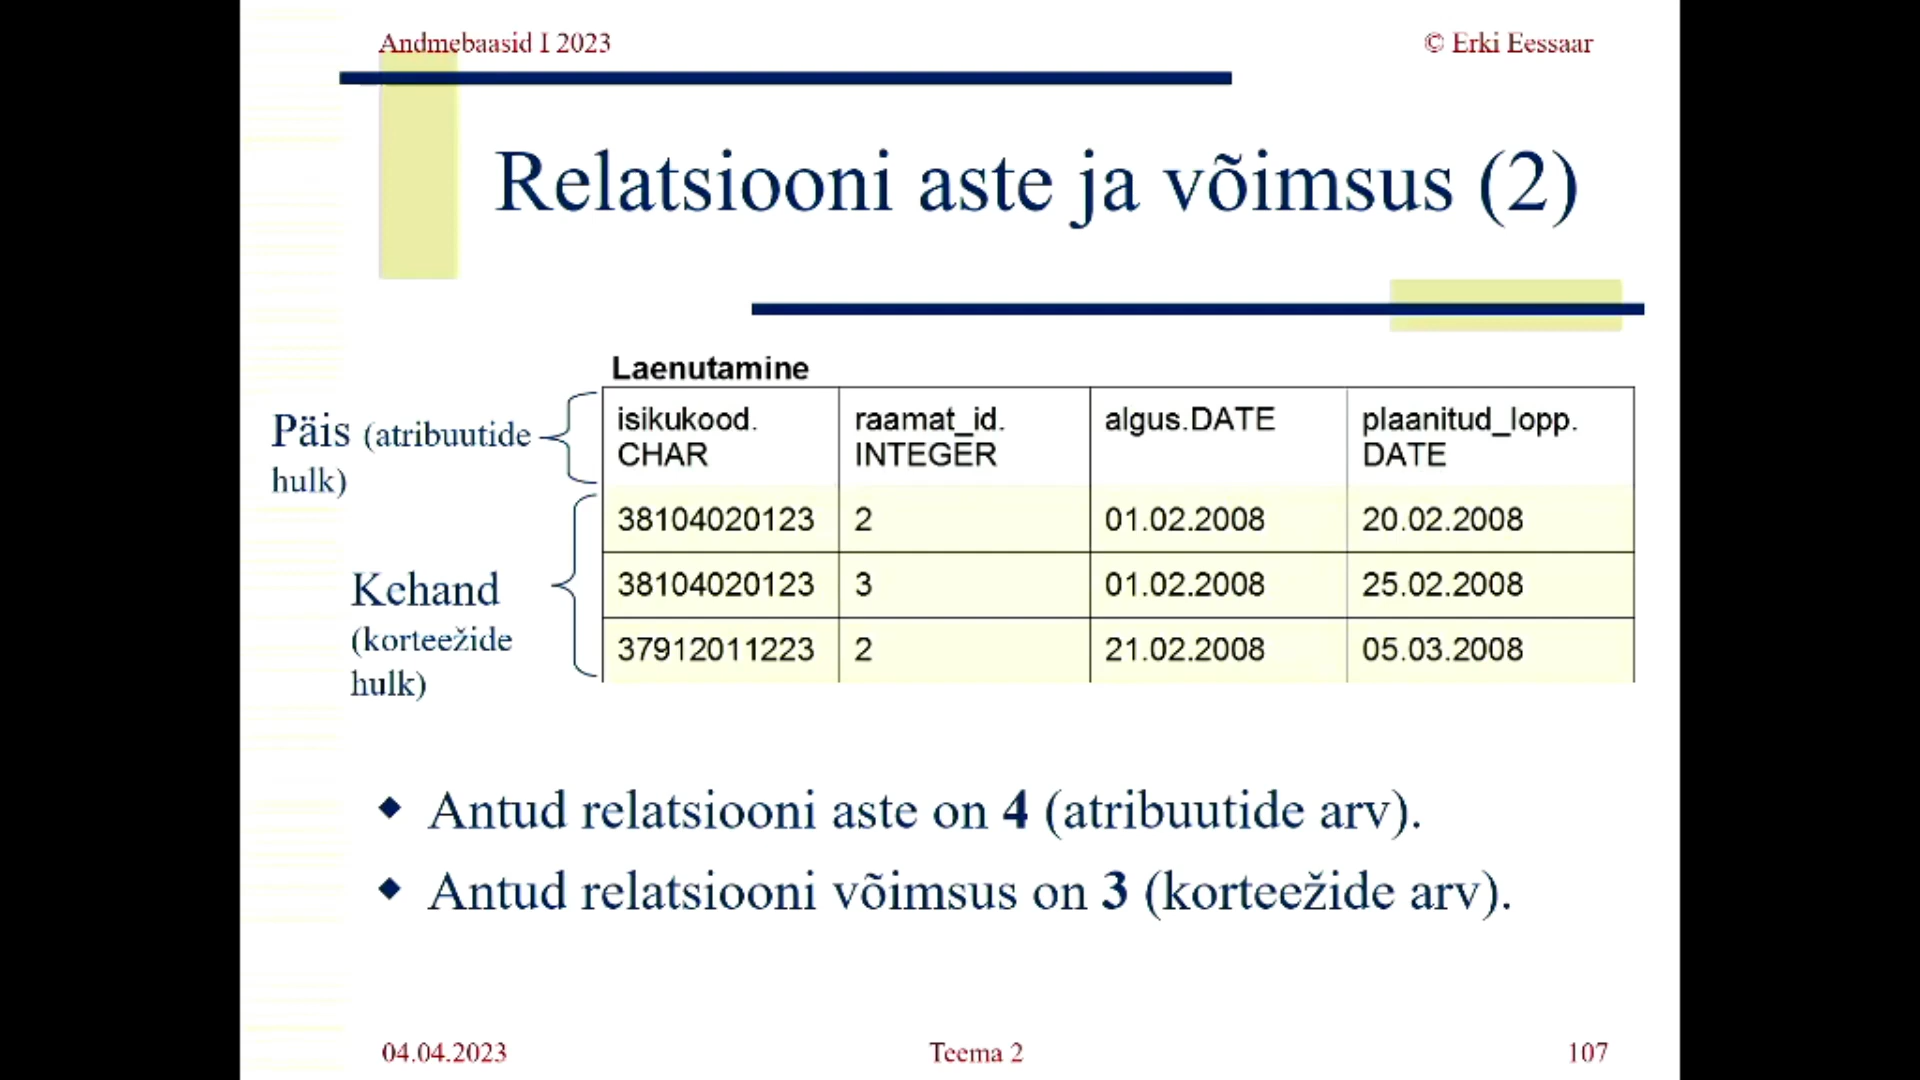 Andmebaasid I 2023
© Erki Eessaar
Relatsiooni aste ja võimsus (2)
Laenutamine
Päis (atribuutide
hulk)
isikukood. raamat_id. algus.DATE plaanitud_lopp.
CHAR INTEGER DATE
38104020123 2 01.02.2008 20.02.2008
38104020123 3 01.02.2008 25.02.2008
37912011223 2 21.02.2008 05.03.2008
Kehand
(korteežide
hulk)
◆ Antud relatsiooni aste on 4 (atribuutide arv).
◆ Antud relatsiooni võimsus on 3 (korteežide arv).
04.04.2023
Teema 2
107